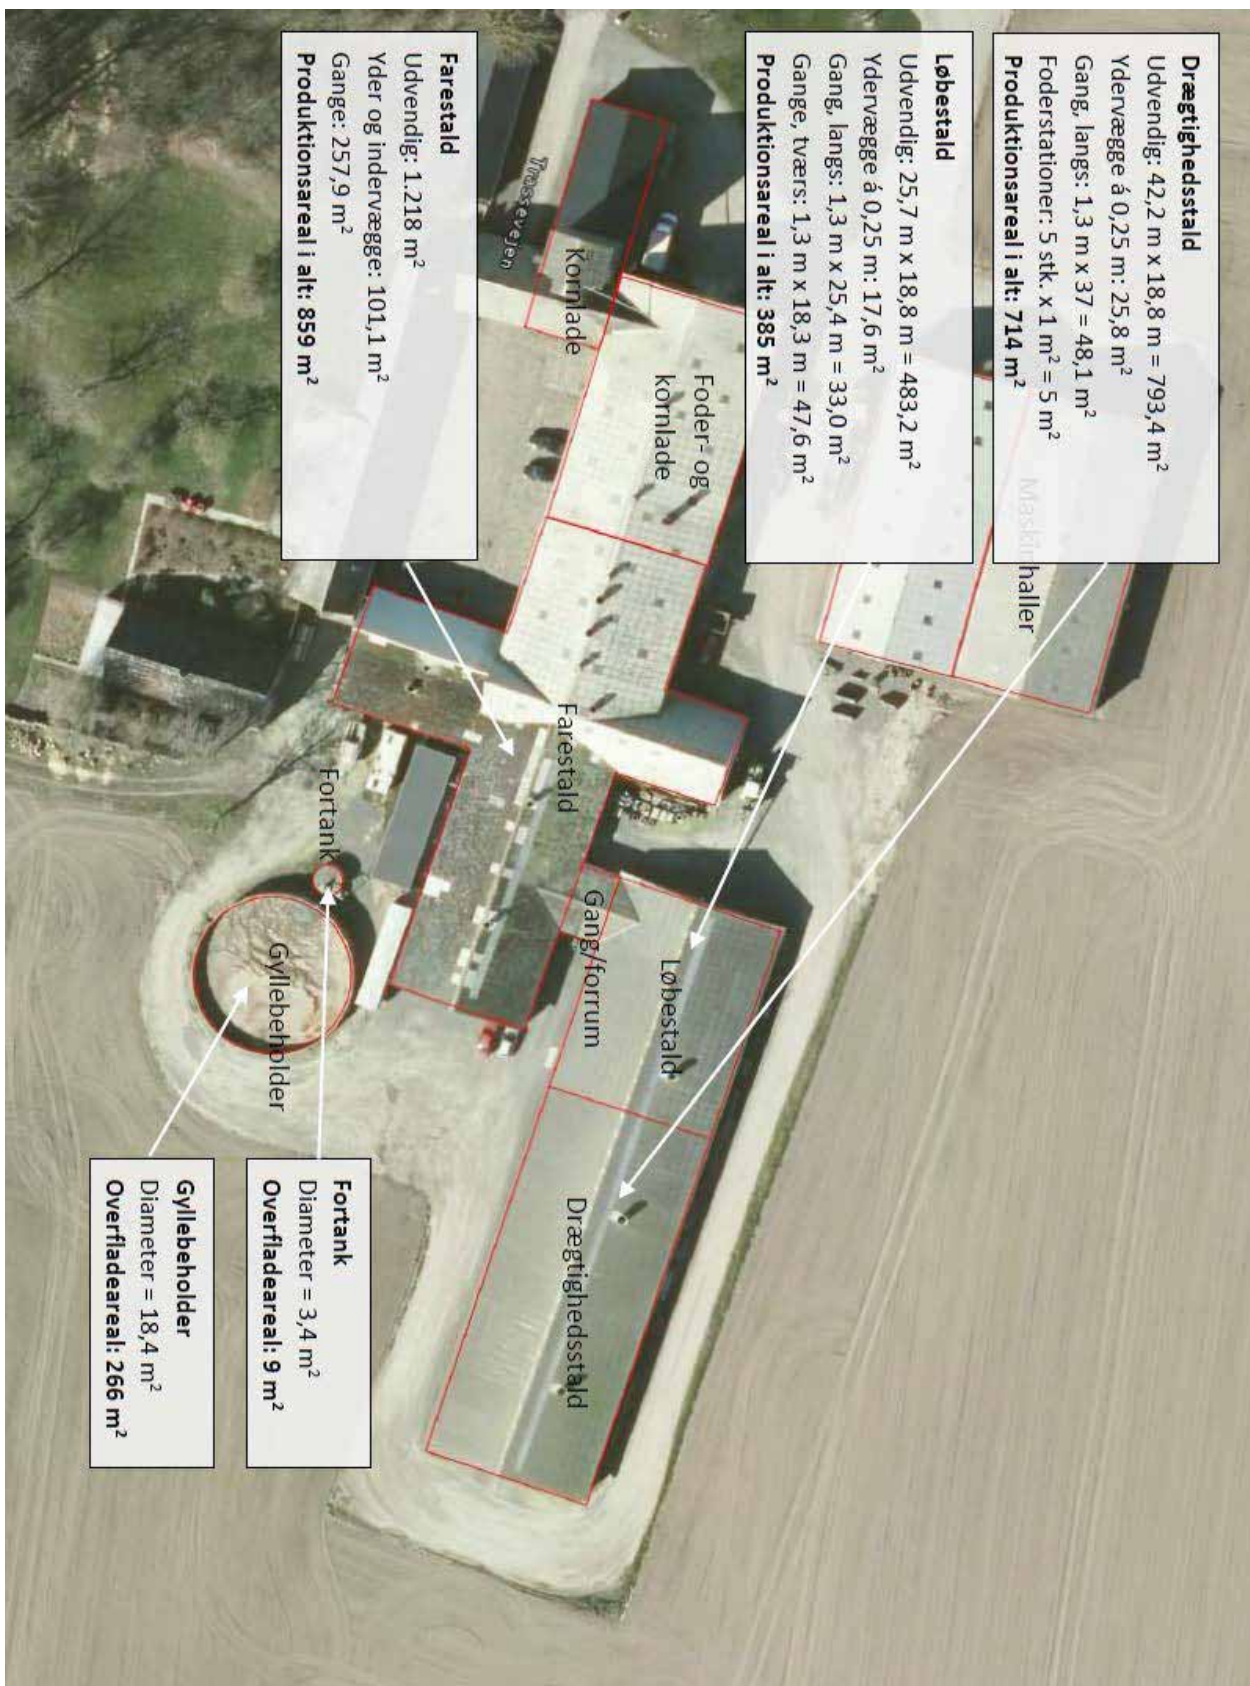 Drægtighedsstald
Udvendig: 42,2 m x 18,8 m = 793,4 m²
Ydervægge á 0,25 m: 25,8 m²
Gang, langs: 1,3 m x 37 = 48,1 m²
Foderstationer: 5 stk. x 1 m² = 5 m²
Produktionsareal i alt: 714 m²
Løbestald
Udvendig: 25,7 m x 18,8 m = 483,2 m²
Ydervægge á 0,25 m: 17,6 m²
Gang, langs: 1,3 m x 25,4 m = 33,0 m²
Gange, tværs: 1,3 m x 18,3 m = 47,6 m²
Produktionsareal i alt: 385 m²
Farestald
Udvendig: 1.218 m²
Yder og indervægge: 101,1 m²
Gange: 257,9 m²
Produktionsareal i alt: 859 m²
Maskinhaller
Foder- og
kornlade
Kornlade
Trossevejen
Farestald
Løbestald
Gang/forrum
Drægtighedsstald
Fortank
Gyllebeholder
Fortank
Diameter = 3,4 m²
Overfladeareal: 9 m²
Gyllebeholder
Diameter = 18,4 m²
Overfladeareal: 266 m²